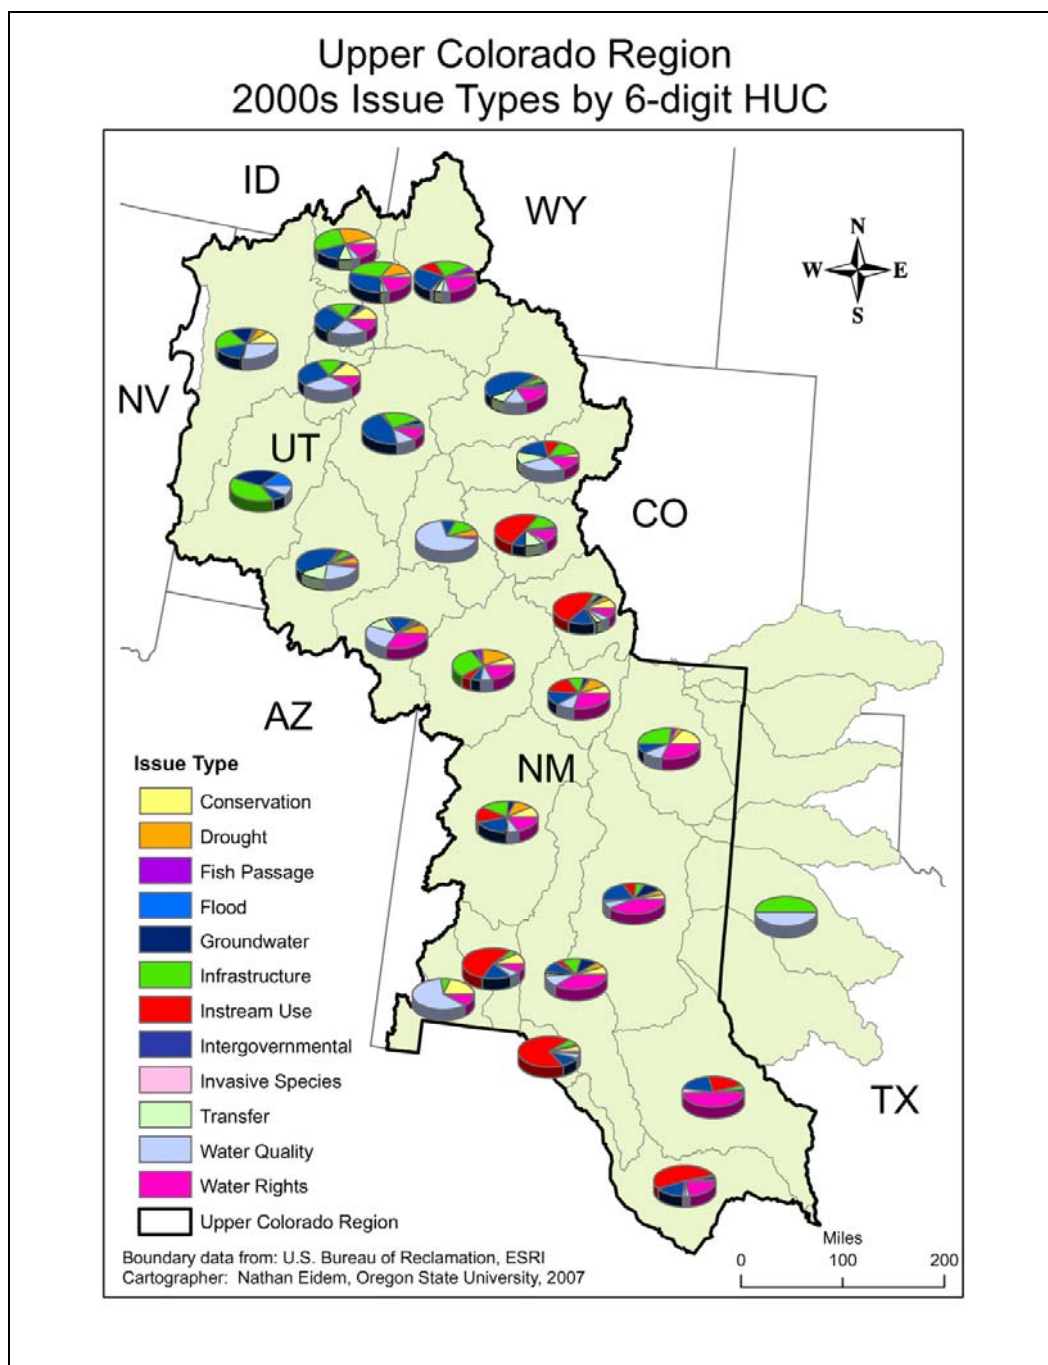 Upper Colorado Region
2000s Issue Types by 6-digit HUC
ID
WY
N
W E
S
NV
UT
CO
AZ
NM
TX
Issue Type
Conservation
Drought
Fish Passage
Flood
Groundwater
Infrastructure
Instream Use
Intergovernmental
Invasive Species
Transfer
Water Quality
Water Rights
Upper Colorado Region
Boundary data from: U.S. Bureau of Reclamation, ESRI
Cartographer: Nathan Eidem, Oregon State University, 2007
Miles
0 100 200